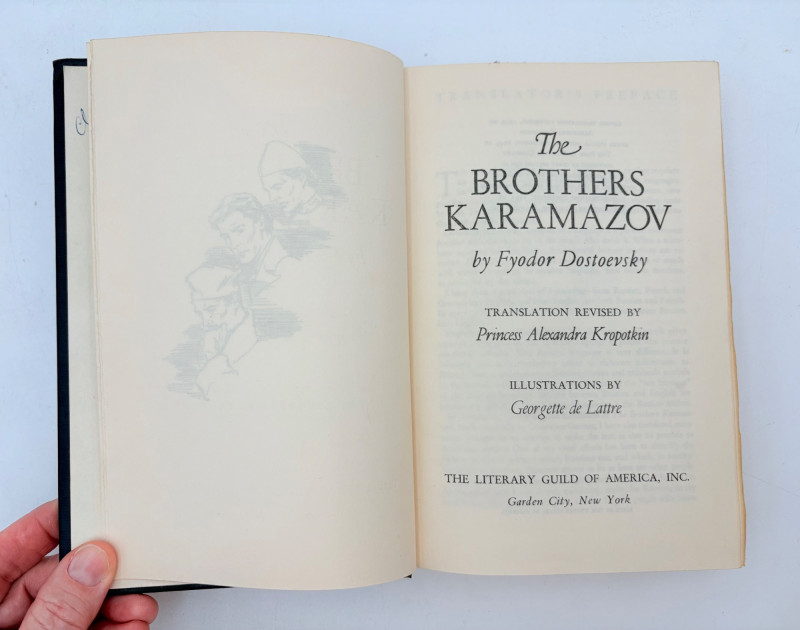 The
BROTHERS
KARAMAZOV
by Fyodor Dostoevsky
TRANSLATION REVISED BY
Princess Alexandra Kropotkin
ILLUSTRATIONS BY
Georgette de Lattre
THE LITERARY GUILD OF AMERICA, INC.
Garden City, New York